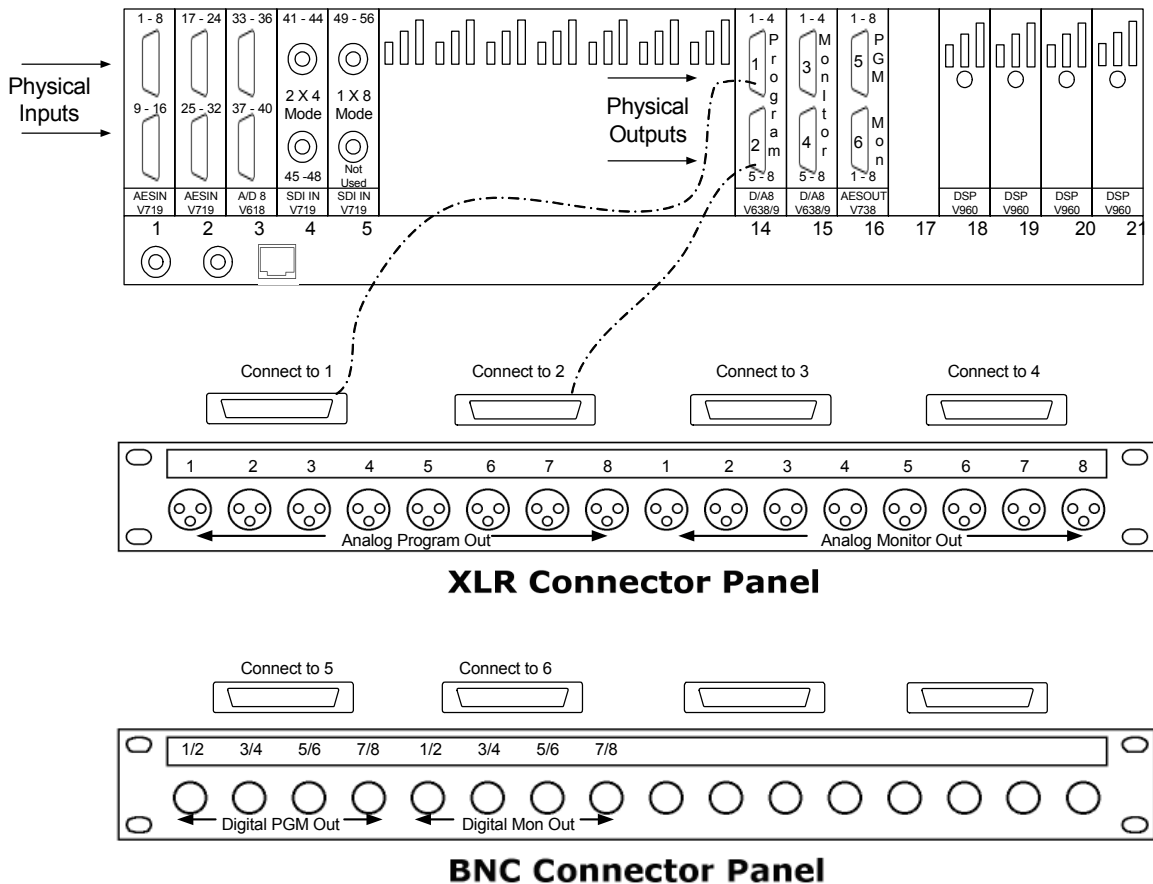 1 - 8 17 - 24 33 - 36 41 - 44 49 - 56 1 - 4 1 - 4 1 - 8
Physical Inputs
2 X 4 Mode
1 X 8 Mode
9 - 16 25 - 32 37 - 40
45 -48
Not Used
Physical Outputs
1
2
Program
3
4
Monitor
5
PGM
6
Mon
5 - 8 5 - 8 1 - 8
AESIN V719
AESIN V719
A/D 8 V618
SDI IN V719
SDI IN V719
D/A8 V638/9
D/A8 V638/9
AESOUT V738
DSP V960
DSP V960
DSP V960
DSP V960
1 2 3 4 5 14 15 16 17 18 19 20 21
Connect to 1 Connect to 2 Connect to 3 Connect to 4
1 2 3 4 5 6 7 8 1 2 3 4 5 6 7 8
Analog Program Out Analog Monitor Out
XLR Connector Panel
Connect to 5 Connect to 6
1/2 3/4 5/6 7/8 1/2 3/4 5/6 7/8
Digital PGM Out Digital Mon Out
BNC Connector Panel